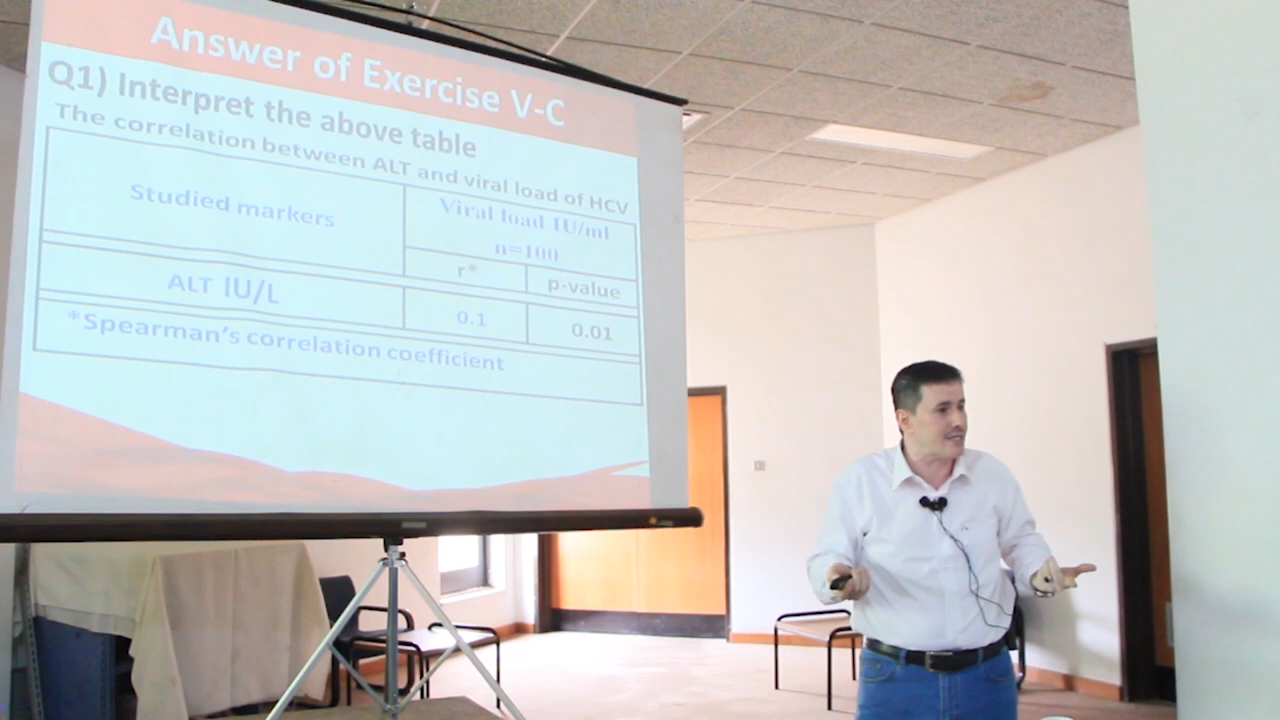 Answer of Exercise V-C
Q1) Interpret the above table
The correlation between ALT and viral load of HCV
Studied markers
Viral load IU/ml
n=100
r*
p-value
ALT IU/L
0.1
0.01
*Spearman's correlation coefficient